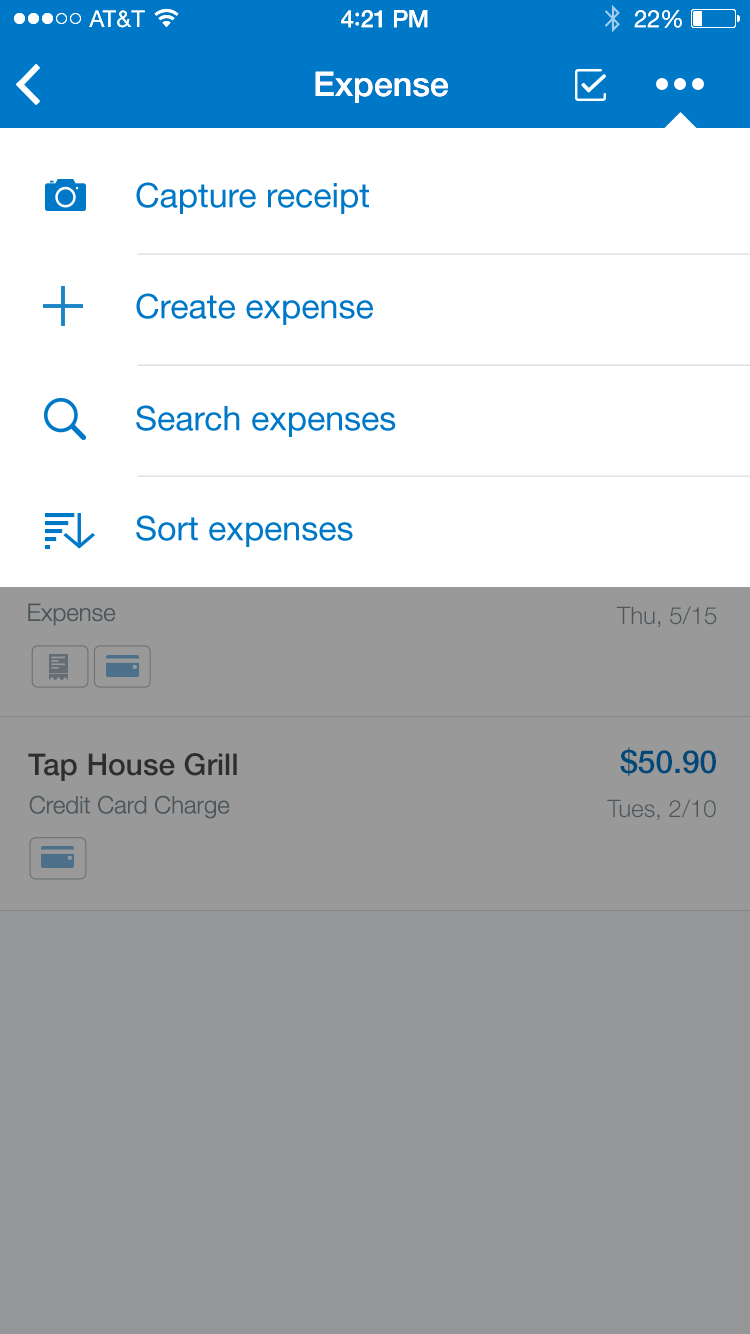 AT&T 4:21 PM 22%
Expense
Capture receipt
Create expense
Search expenses
Sort expenses
Expense Thu, 5/15
Tap House Grill $50.90
Credit Card Charge Tues, 2/10